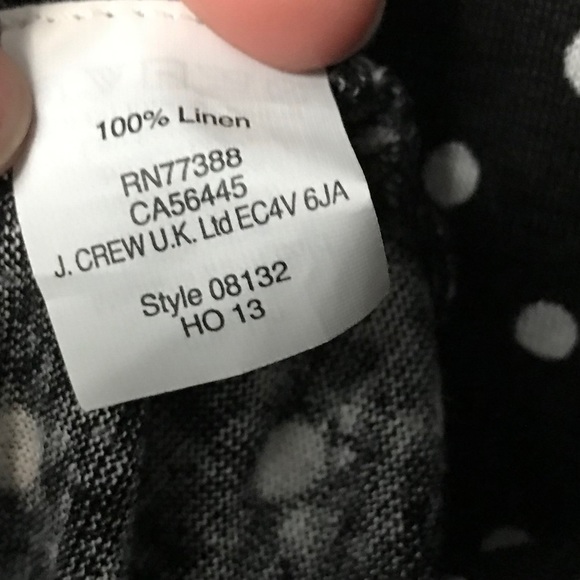 100% Linen
RN77388
CA56445
J. CREW U.K. Ltd EC4V 6JA
Style 08132
HO 13